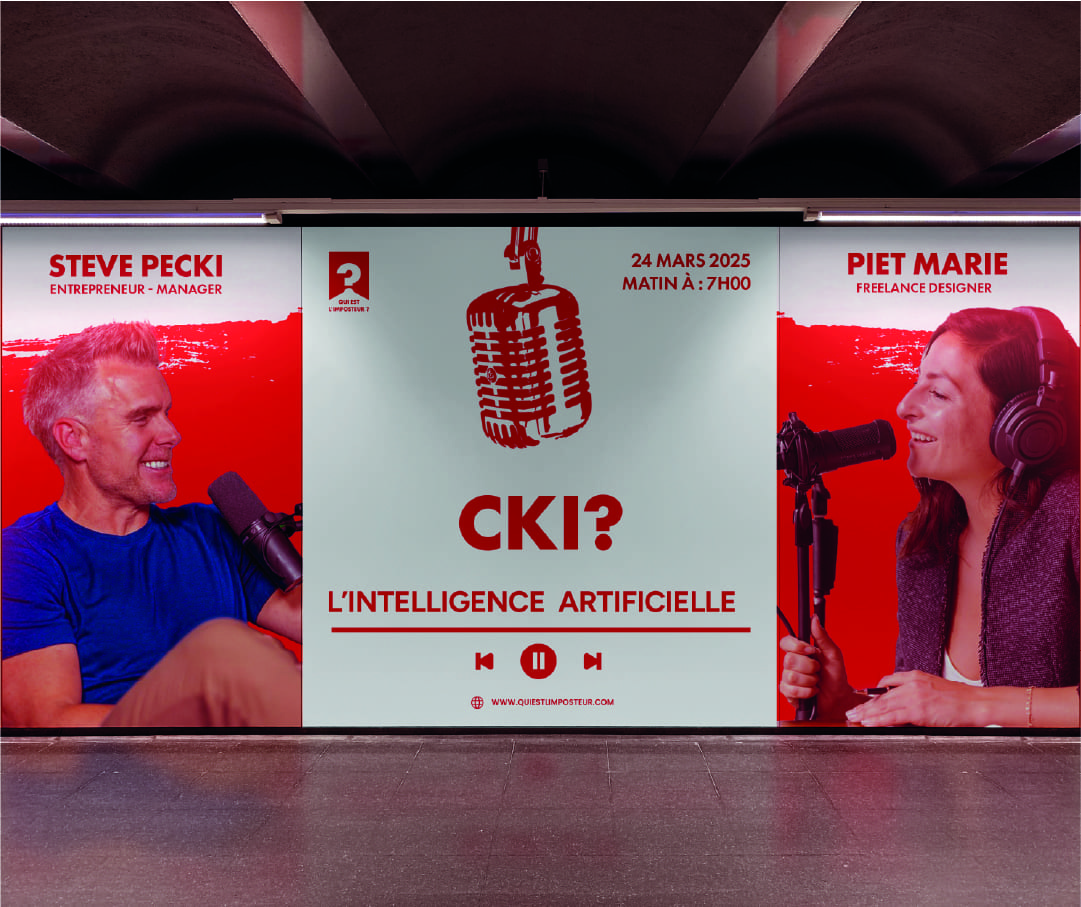 STEVE PECKI
ENTREPRENEUR - MANAGER
?
QUI EST
L'IMPOSTEUR ?
24 MARS 2025
MATIN À : 7H00
CKI?
L'INTELLIGENCE ARTIFICIELLE
WWW.QUIESTLIMPOSTEUR.COM
PIET MARIE
FREELANCE DESIGNER